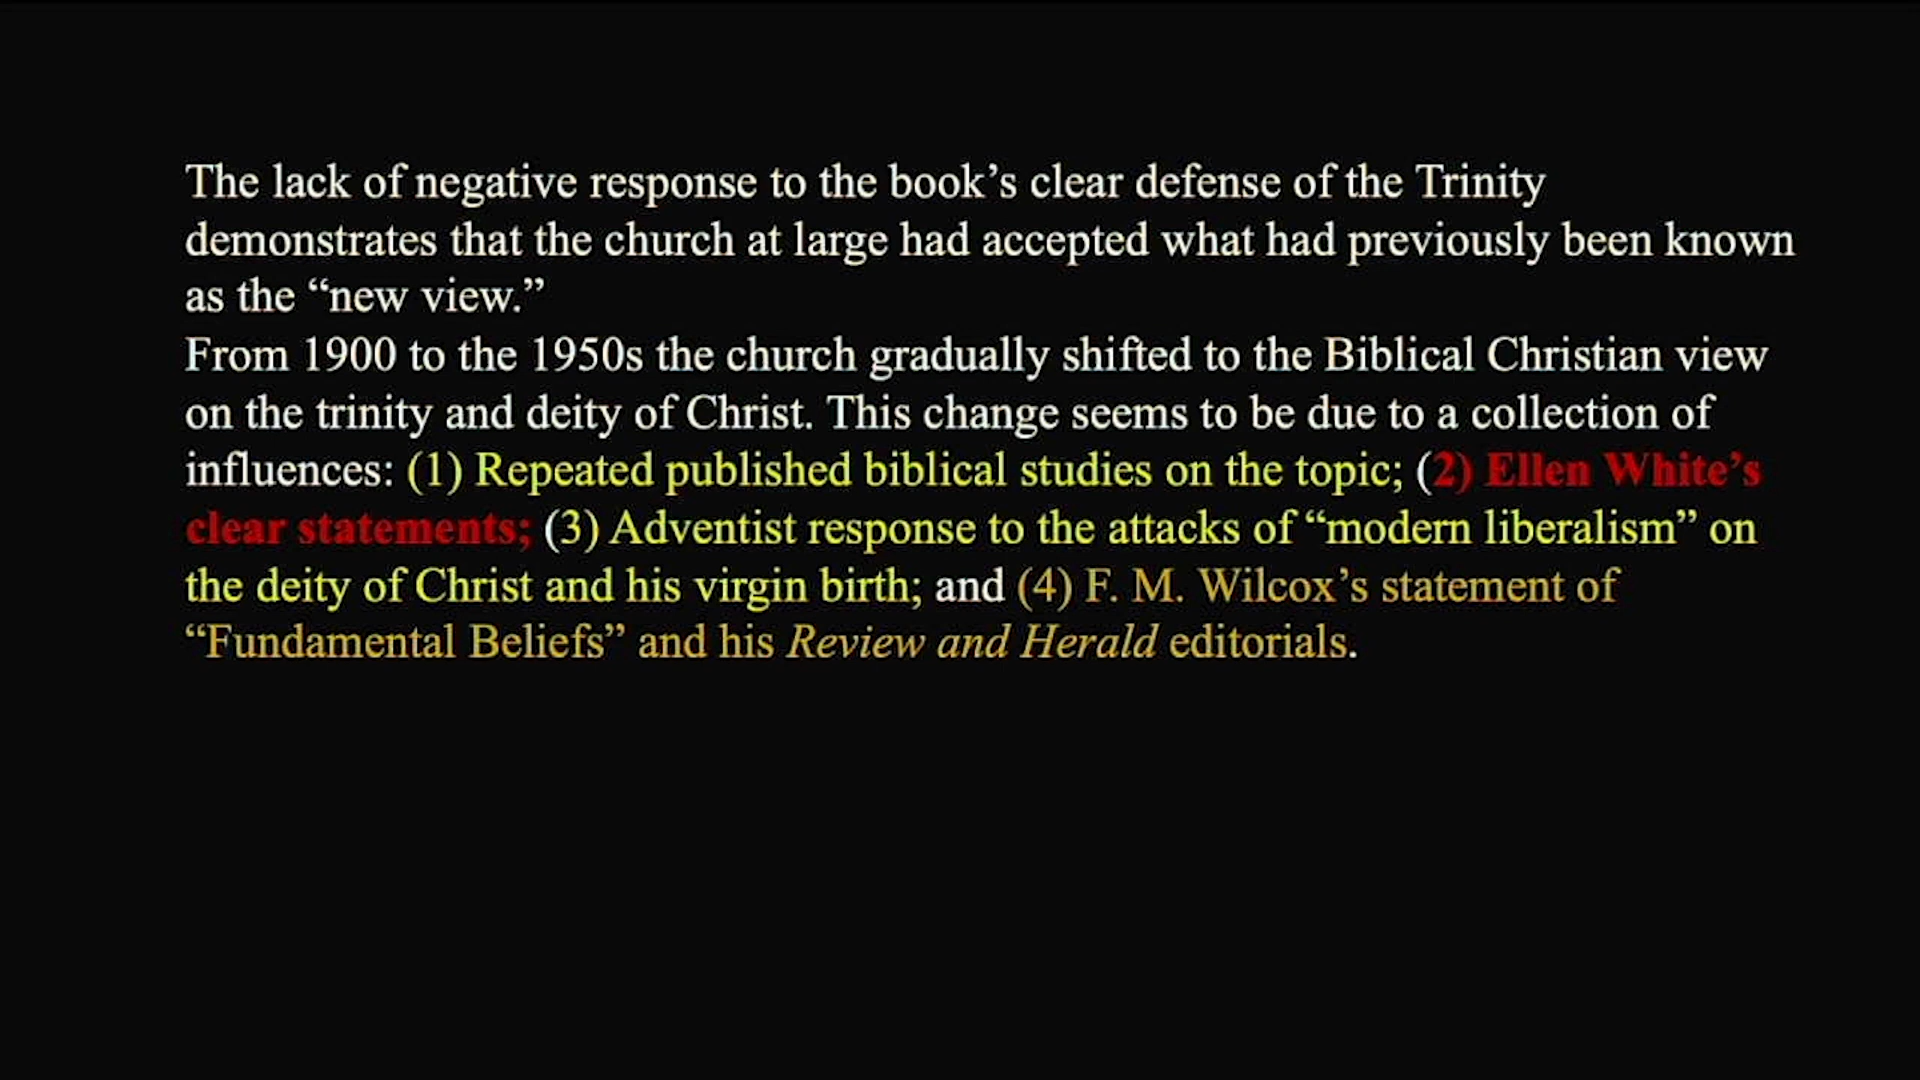 The lack of negative response to the book’s clear defense of the Trinity
demonstrates that the church at large had accepted what had previously been known
as the “new view.”
From 1900 to the 1950s the church gradually shifted to the Biblical Christian view
on the trinity and deity of Christ. This change seems to be due to a collection of
influences: (1) Repeated published biblical studies on the topic; (2) Ellen White’s
clear statements; (3) Adventist response to the attacks of “modern liberalism” on
the deity of Christ and his virgin birth; and (4) F. M. Wilcox’s statement of
“Fundamental Beliefs” and his Review and Herald editorials.